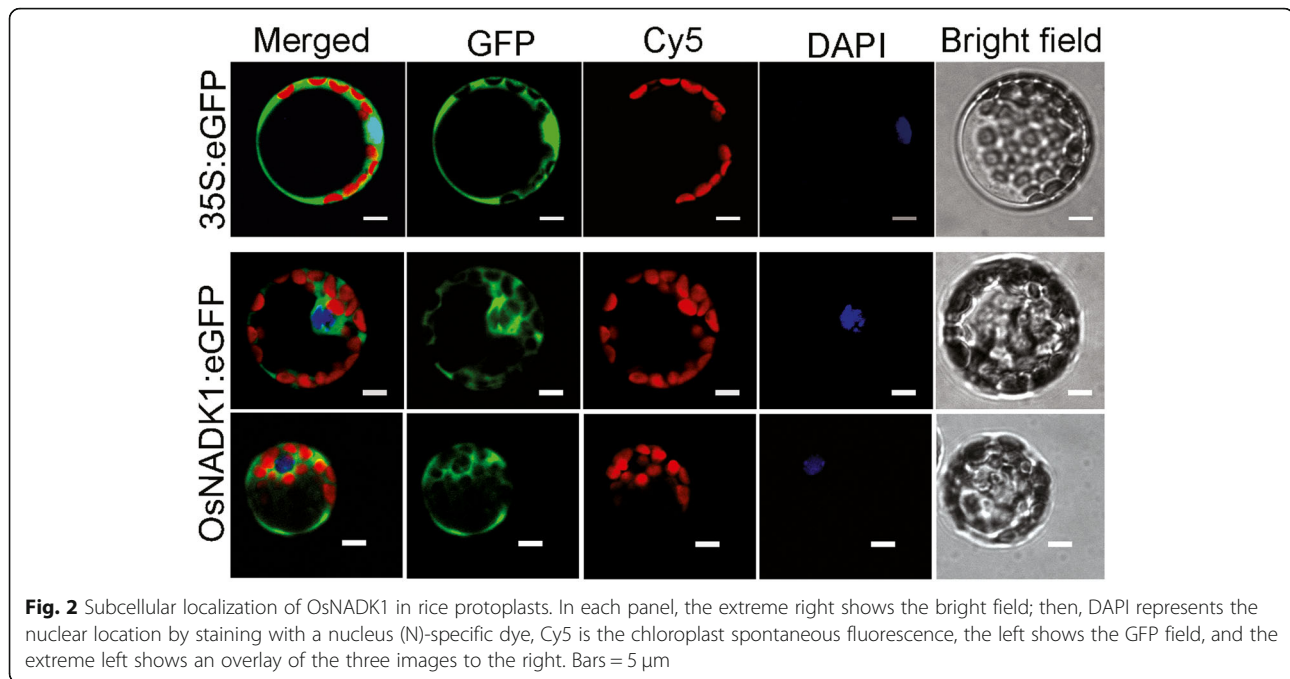 Merged GFP Cy5 DAPI Bright field
35S:eGFP
OsNADK1:eGFP
Fig. 2 Subcellular localization of OsNADK1 in rice protoplasts. In each panel, the extreme right shows the bright field; then, DAPI represents the
nuclear location by staining with a nucleus (N)-specific dye, Cy5 is the chloroplast spontaneous fluorescence, the left shows the GFP field, and the
extreme left shows an overlay of the three images to the right. Bars = 5 μm